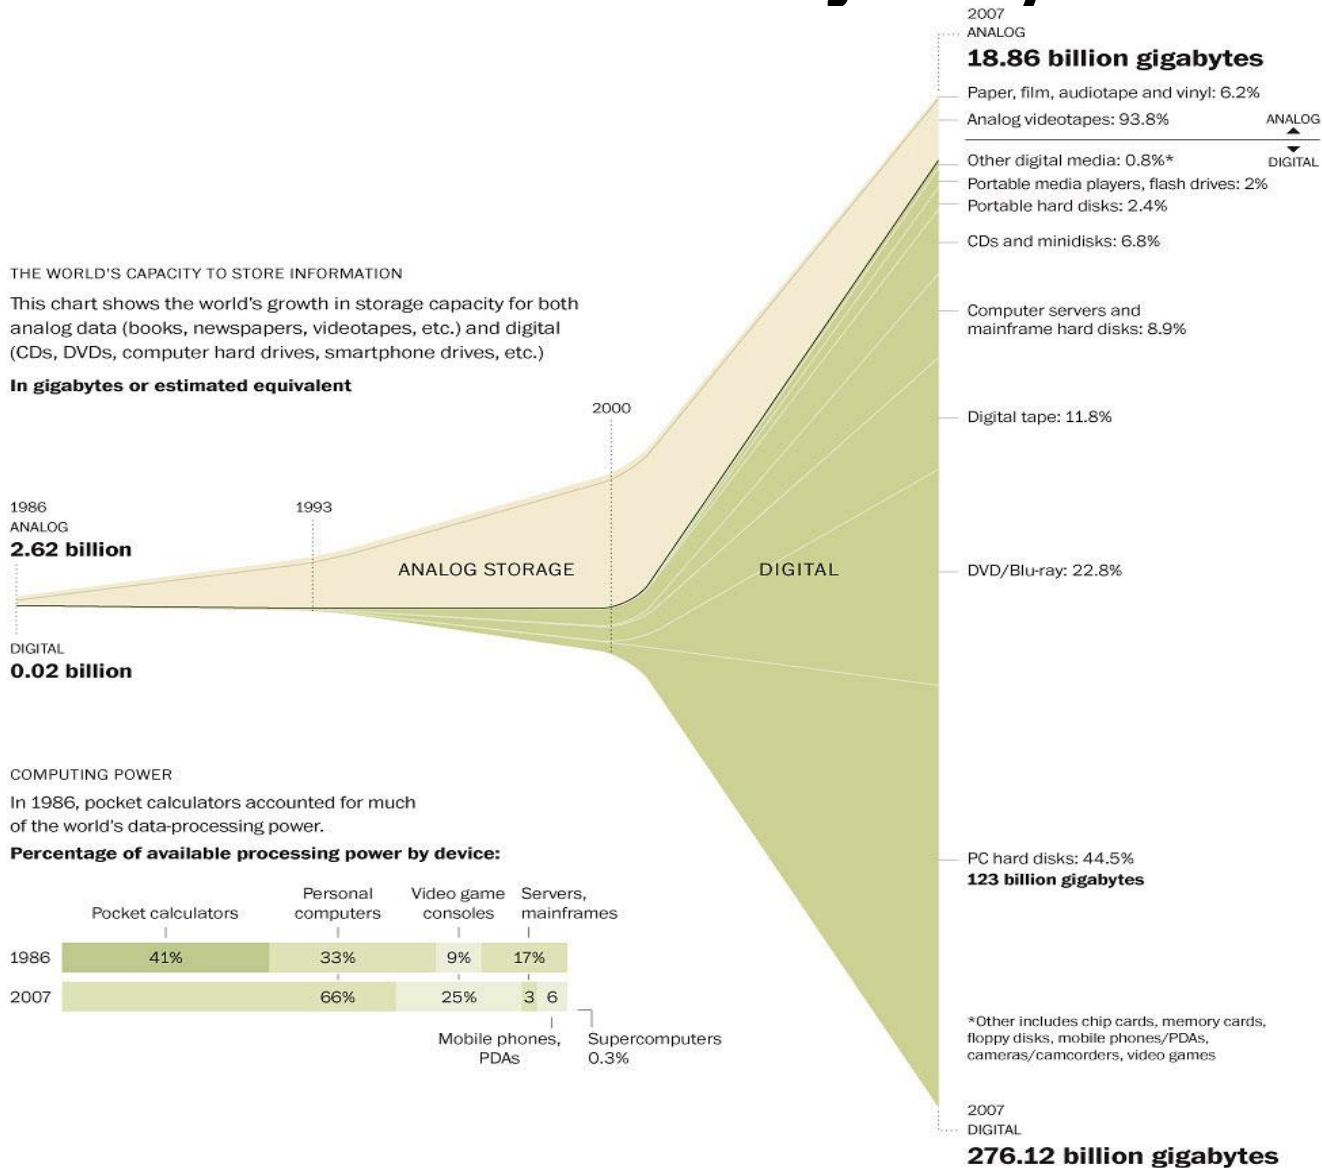 2007
ANALOG
18.86 billion gigabytes
Paper, film, audiotape and vinyl: 6.2%
Analog videotapes: 93.8%
ANALOG
Other digital media: 0.8%*
DIGITAL
Portable media players, flash drives: 2%
Portable hard disks: 2.4%
CDs and minidisks: 6.8%
Computer servers and
mainframe hard disks: 8.9%
Digital tape: 11.8%
DVD/Blu-ray: 22.8%
PC hard disks: 44.5%
123 billion gigabytes
*Other includes chip cards, memory cards,
floppy disks, mobile phones/PDAs,
cameras/camcorders, video games
2007
DIGITAL
276.12 billion gigabytes
THE WORLD'S CAPACITY TO STORE INFORMATION
This chart shows the world's growth in storage capacity for both
analog data (books, newspapers, videotapes, etc.) and digital
(CDs, DVDs, computer hard drives, smartphone drives, etc.)
In gigabytes or estimated equivalent
2000
1993
1986
ANALOG
2.62 billion
ANALOG STORAGE
DIGITAL
DIGITAL
0.02 billion
COMPUTING POWER
In 1986, pocket calculators accounted for much
of the world's data-processing power.
Percentage of available processing power by device:
Pocket calculators
Personal
computers
Video game
consoles
Servers,
mainframes
1986 41% 33% 9% 17%
2007 66% 25% 3 6
Mobile phones,
PDAs
Supercomputers
0.3%